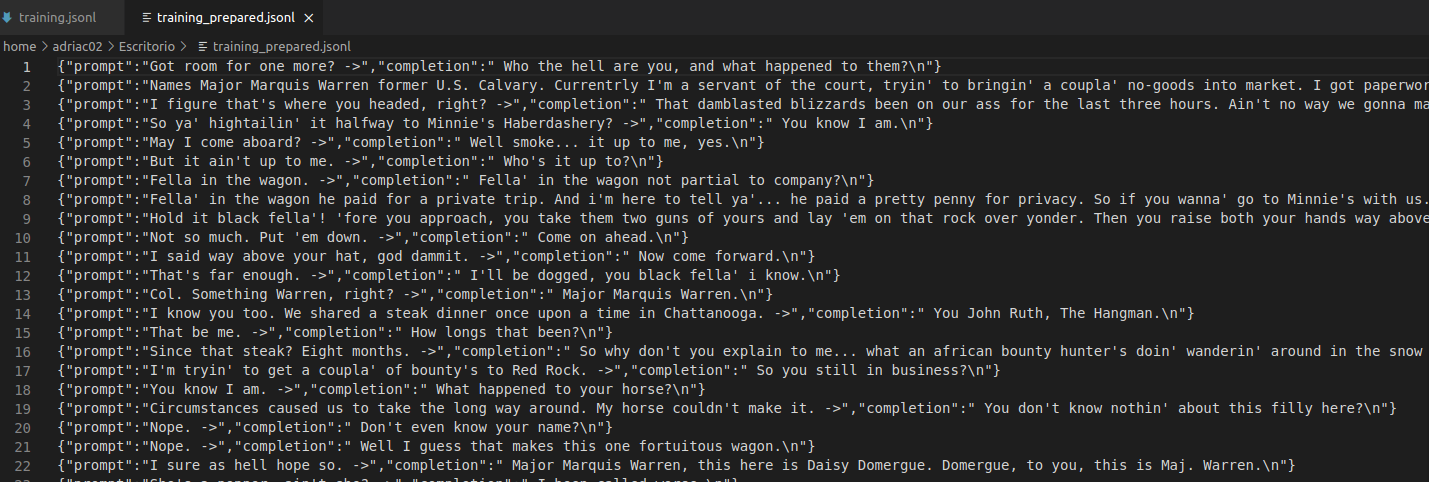 training.jsonl training_prepared.jsonl ×
home > adriac02 > Escritorio > training_prepared.jsonl
1 {"prompt":"Got room for one more? ->","completion":" Who the hell are you, and what happened to them?\n"}
2 {"prompt":"Names Major Marquis Warren former U.S. Calvary. Currently I'm a servant of the court, tryin' to bringin' a coupla' no-goods into market. I got paperwor
3 {"prompt":"I figure that's where you headed, right? ->","completion":" That damblasted blizzards been on our ass for the last three hours. Ain't no way we gonna ma
4 {"prompt":"So ya' hightailin' it halfway to Minnie's Haberdashery? ->","completion":" You know I am.\n"}
5 {"prompt":"May I come aboard? ->","completion":" Well smoke... it up to me, yes.\n"}
6 {"prompt":"But it ain't up to me. ->","completion":" Who's it up to?\n"}
7 {"prompt":"Fella in the wagon. ->","completion":" Fella' in the wagon not partial to company?\n"}
8 {"prompt":"Fella' in the wagon he paid for a private trip. And i'm here to tell ya'... he paid a pretty penny for privacy. So if you wanna' go to Minnie's with us.
9 {"prompt":"Hold it black fella'! 'fore you approach, you take them two guns of yours and lay 'em on that rock over yonder. Then you raise both your hands way above
10 {"prompt":"Not so much. Put 'em down. ->","completion":" Come on ahead.\n"}
11 {"prompt":"I said way above your hat, god dammit. ->","completion":" Now come forward.\n"}
12 {"prompt":"That's far enough. ->","completion":" I'll be dogged, you black fella' i know.\n"}
13 {"prompt":"Col. Something Warren, right? ->","completion":" Major Marquis Warren.\n"}
14 {"prompt":"I know you too. We shared a steak dinner once upon a time in Chattanooga. ->","completion":" You John Ruth, The Hangman.\n"}
15 {"prompt":"That be me. ->","completion":" How longs that been?\n"}
16 {"prompt":"Since that steak? Eight months. ->","completion":" So why don't you explain to me... what an african bounty hunter's doin' wanderin' around in the snow
17 {"prompt":"I'm tryin' to get a coupla' of bounty's to Red Rock. ->","completion":" So you still in business?\n"}
18 {"prompt":"You know I am. ->","completion":" What happened to your horse?\n"}
19 {"prompt":"Circumstances caused us to take the long way around. My horse couldn't make it. ->","completion":" You don't know nothin' about this filly here?\n"}
20 {"prompt":"Nope. ->","completion":" Don't even know your name?\n"}
21 {"prompt":"Nope. ->","completion":" Well I guess that makes this one fortuitous wagon.\n"}
22 {"prompt":"I sure as hell hope so. ->","completion":" Major Marquis Warren, this here is Daisy Domergue. Domergue, to you, this is Maj. Warren.\n"}